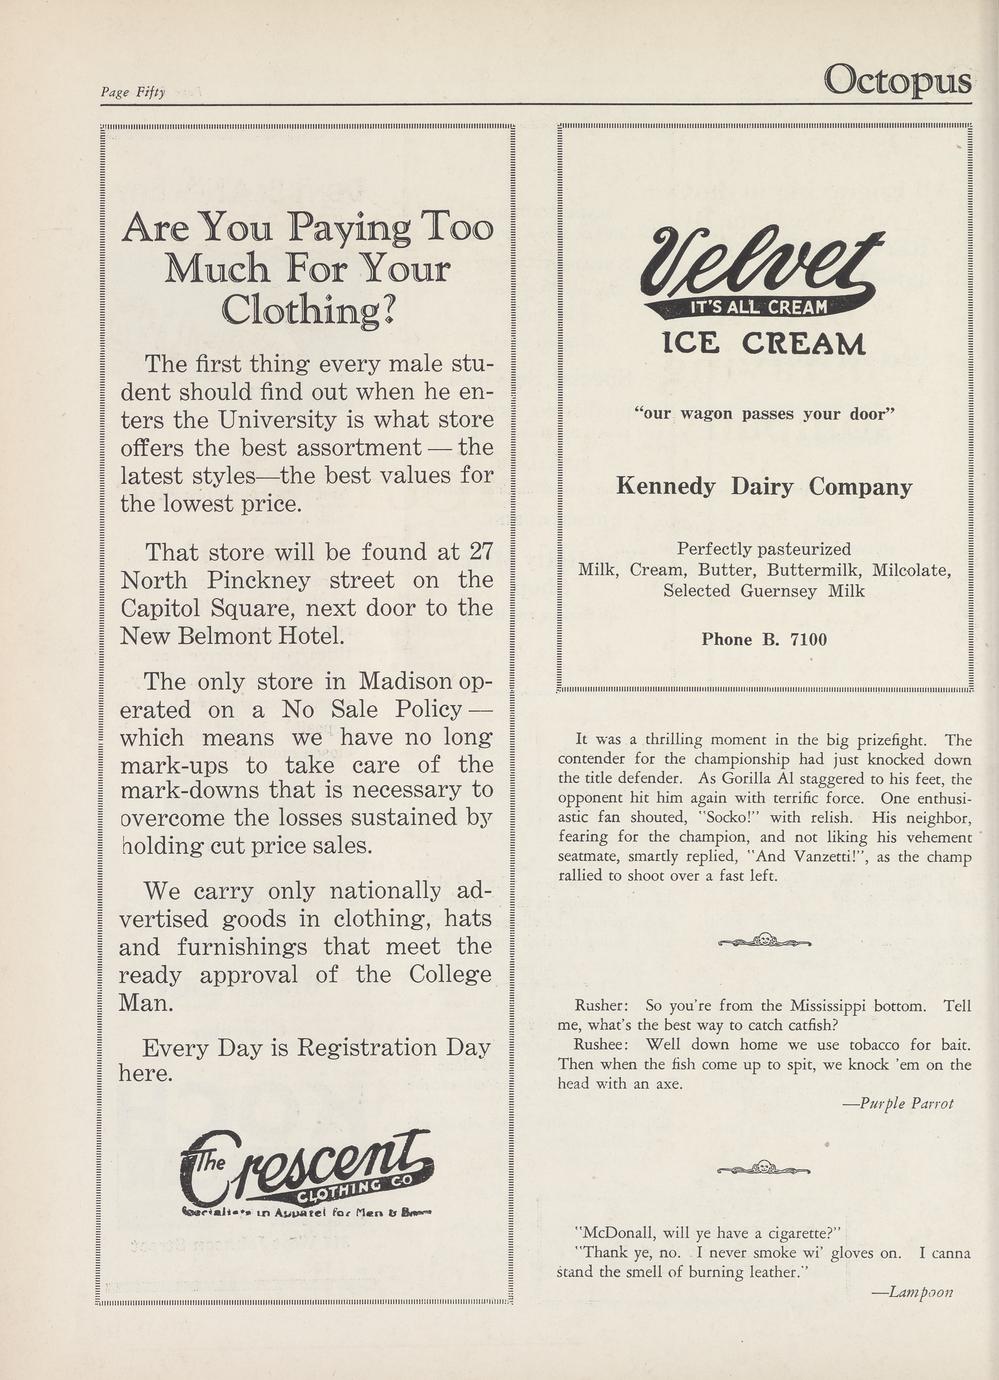 Page Fifty
Octopus
Are You Paying Too
Much For Your
Clothing?
The first thing every male stu-
dent should find out when he en-
ters the University is what store
offers the best assortment — the
latest styles—the best values for
the lowest price.
That store will be found at 27
North Pinckney street on the
Capitol Square, next door to the
New Belmont Hotel.
The only store in Madison op-
erated on a No Sale Policy —
which means we have no long
mark-ups to take care of the
mark-downs that is necessary to
overcome the losses sustained by
holding cut price sales.
We carry only nationally ad-
vertised goods in clothing, hats
and furnishings that meet the
ready approval of the College
Man.
Every Day is Registration Day
here.
The Crescent
CLOTHING CO
Specialists in Apparel for Men & Boys
Velvet
IT'S ALL CREAM
ICE CREAM
"our wagon passes your door"
Kennedy Dairy Company
Perfectly pasteurized
Milk, Cream, Butter, Buttermilk, Milcolate,
Selected Guernsey Milk
Phone B. 7100
It was a thrilling moment in the big prizefight. The
contender for the championship had just knocked down
the title defender. As Gorilla Al staggered to his feet, the
opponent hit him again with terrific force. One enthusi-
astic fan shouted, "Socko!" with relish. His neighbor,
fearing for the champion, and not liking his vehement
seatmate, smartly replied, "And Vanzetti!", as the champ
rallied to shoot over a fast left.
Rusher: So you're from the Mississippi bottom. Tell
me, what's the best way to catch catfish?
Rushee: Well down home we use tobacco for bait.
Then when the fish come up to spit, we knock 'em on the
head with an axe.
—Purple Parrot
"McDonall, will ye have a cigarette?"
"Thank ye, no. I never smoke wi' gloves on. I canna
stand the smell of burning leather."
—Lampoon